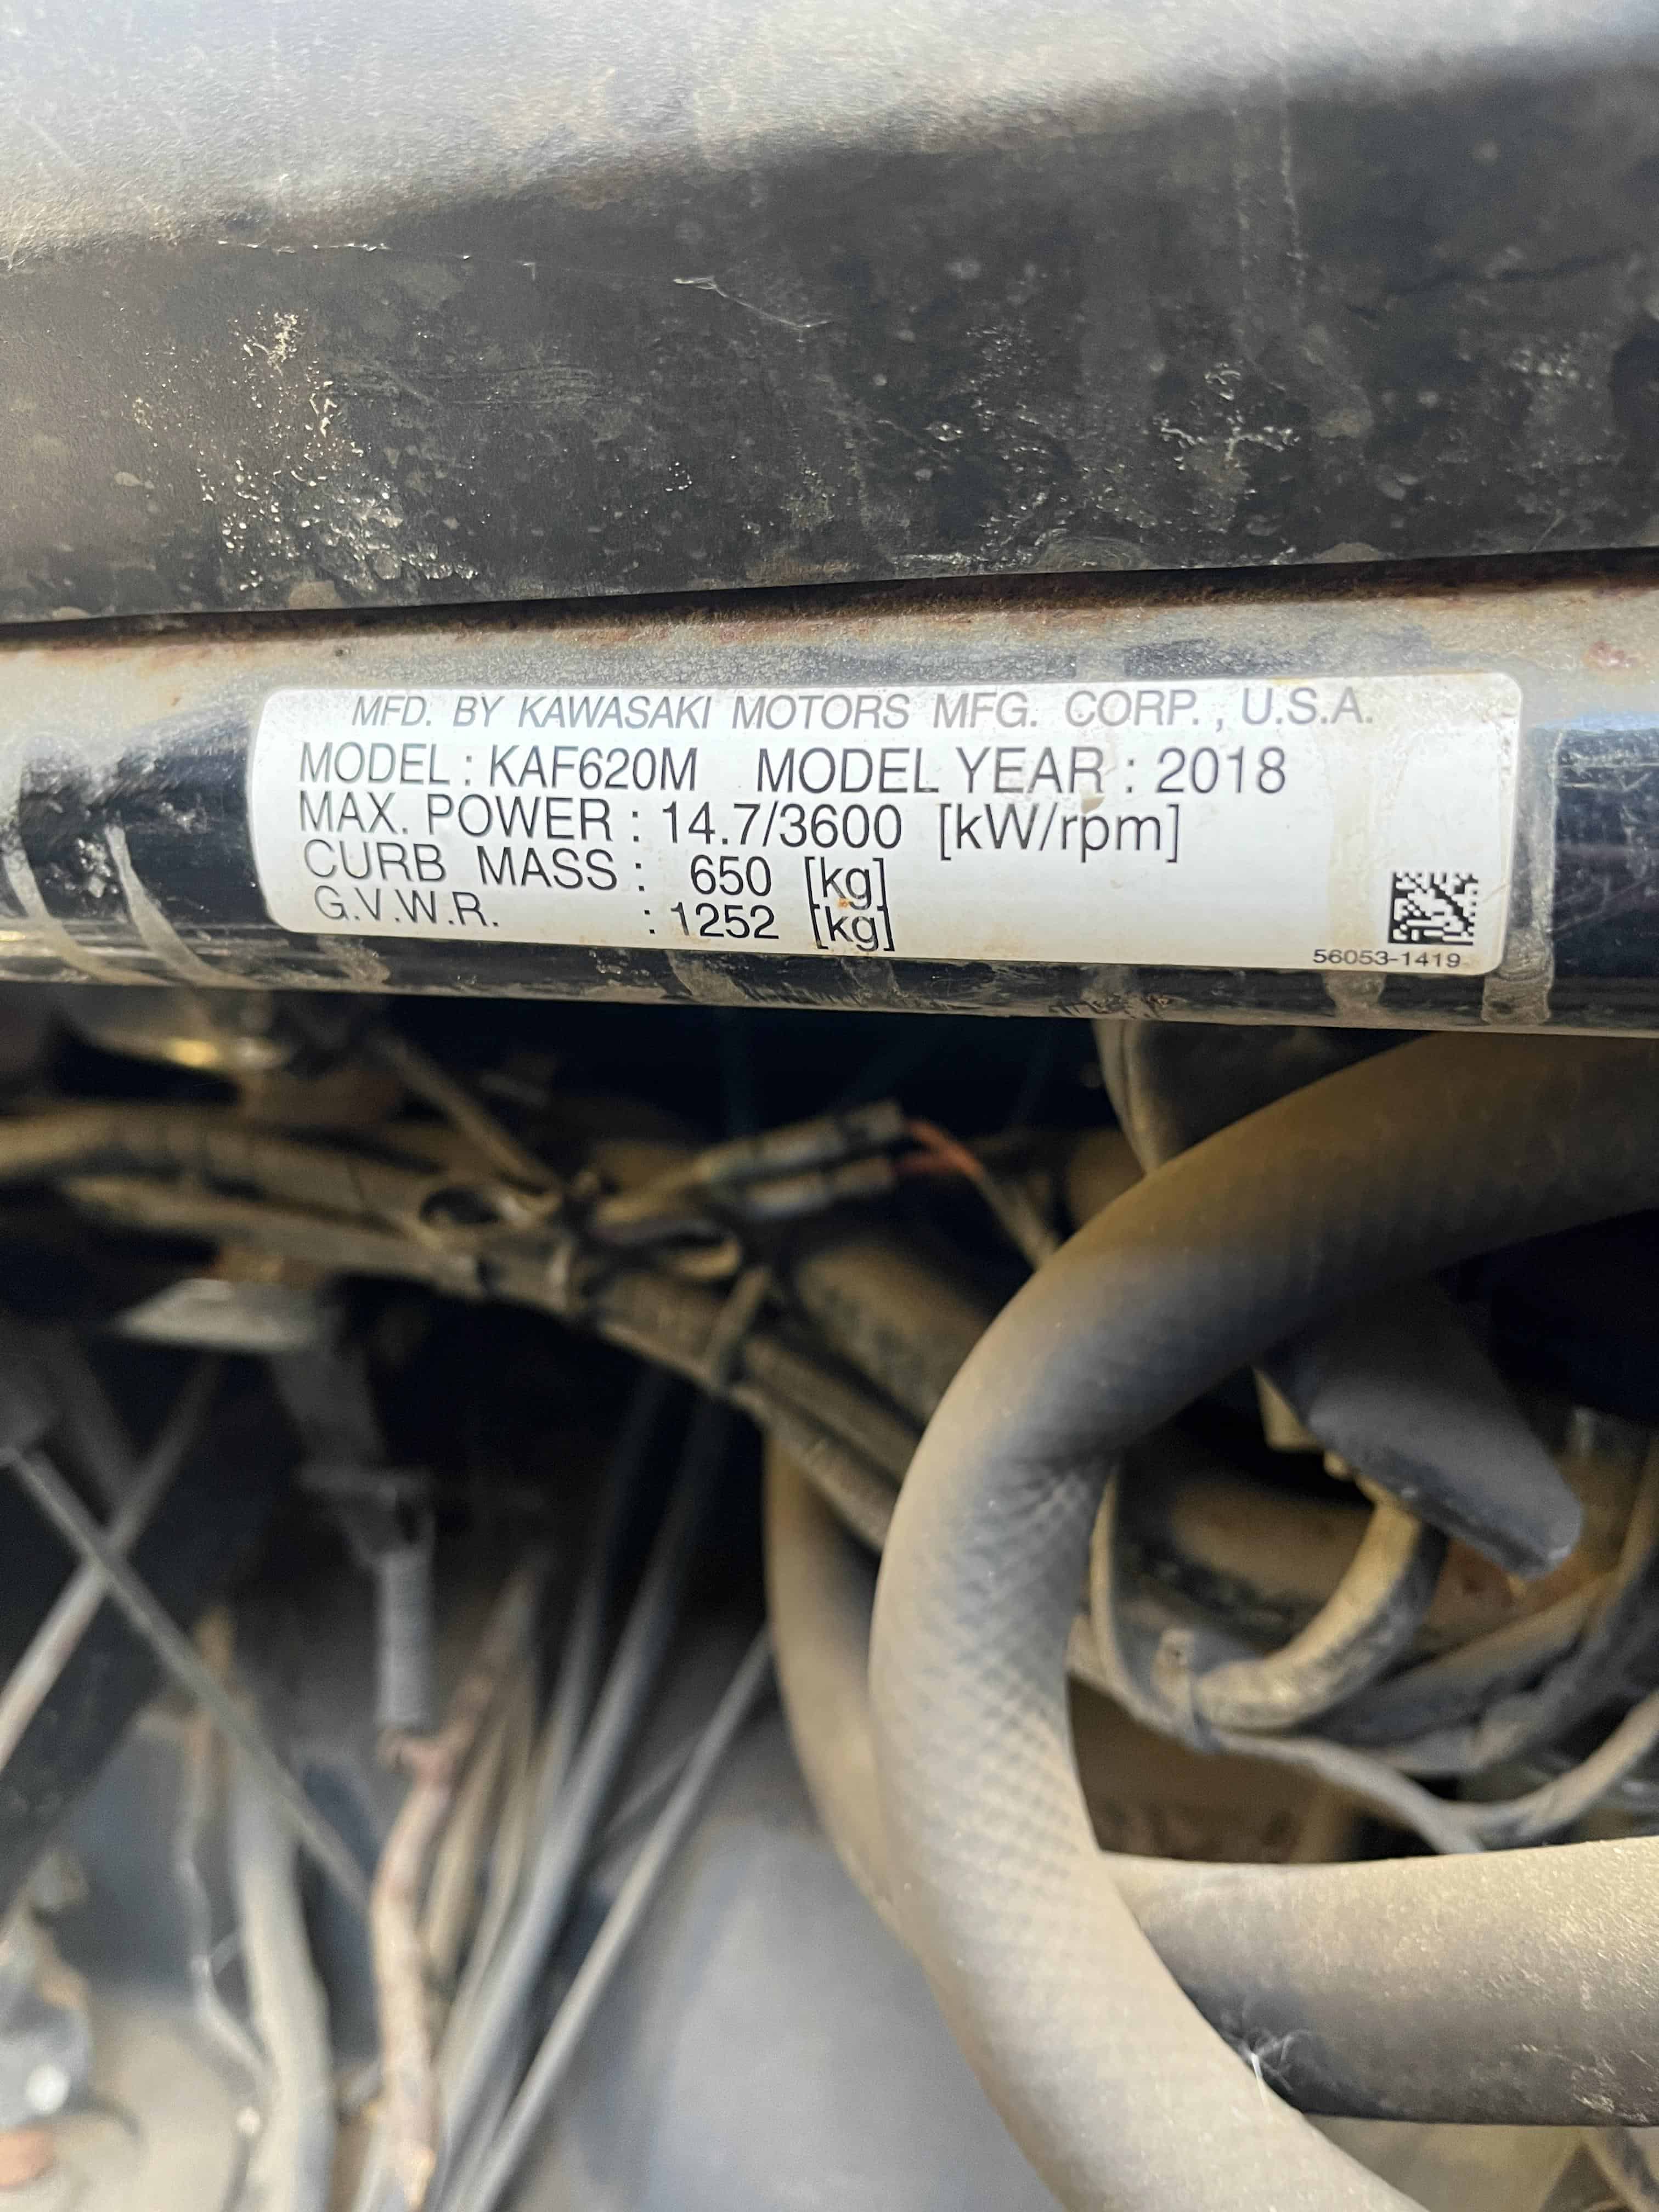 MFD. BY KAWASAKI MOTORS MFG. CORP., U.S.A.
MODEL : KAF620M MODEL YEAR : 2018
MAX. POWER : 14.7/3600 [kW/rpm]
CURB MASS : 650 [kg]
G.V.W.R. : 1252 [kg]
56053-1419